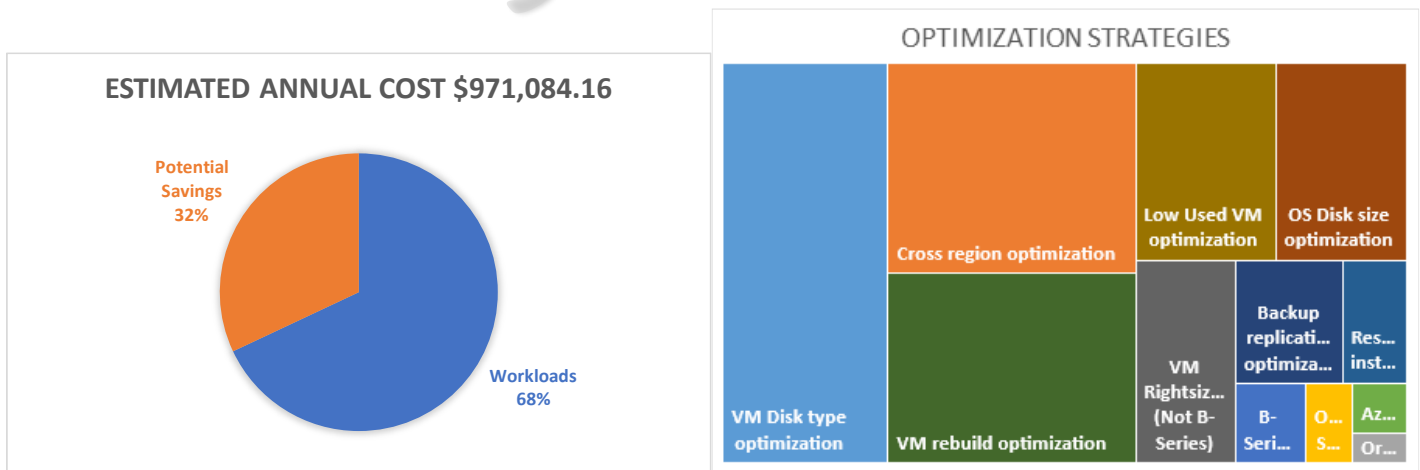 ESTIMATED ANNUAL COST $971,084.16
Potential
Savings
32%
Workloads
68%
OPTIMIZATION STRATEGIES
VM Disk type
optimization
Cross region optimization
VM rebuild optimization
Low Used VM
optimization
OS Disk size
optimization
VM
Rightsiz...
(Not B-
Series)
Backup
replicati...
optimiza...
Res...
inst...
B-
Seri...
O...
S...
Az...
Or...